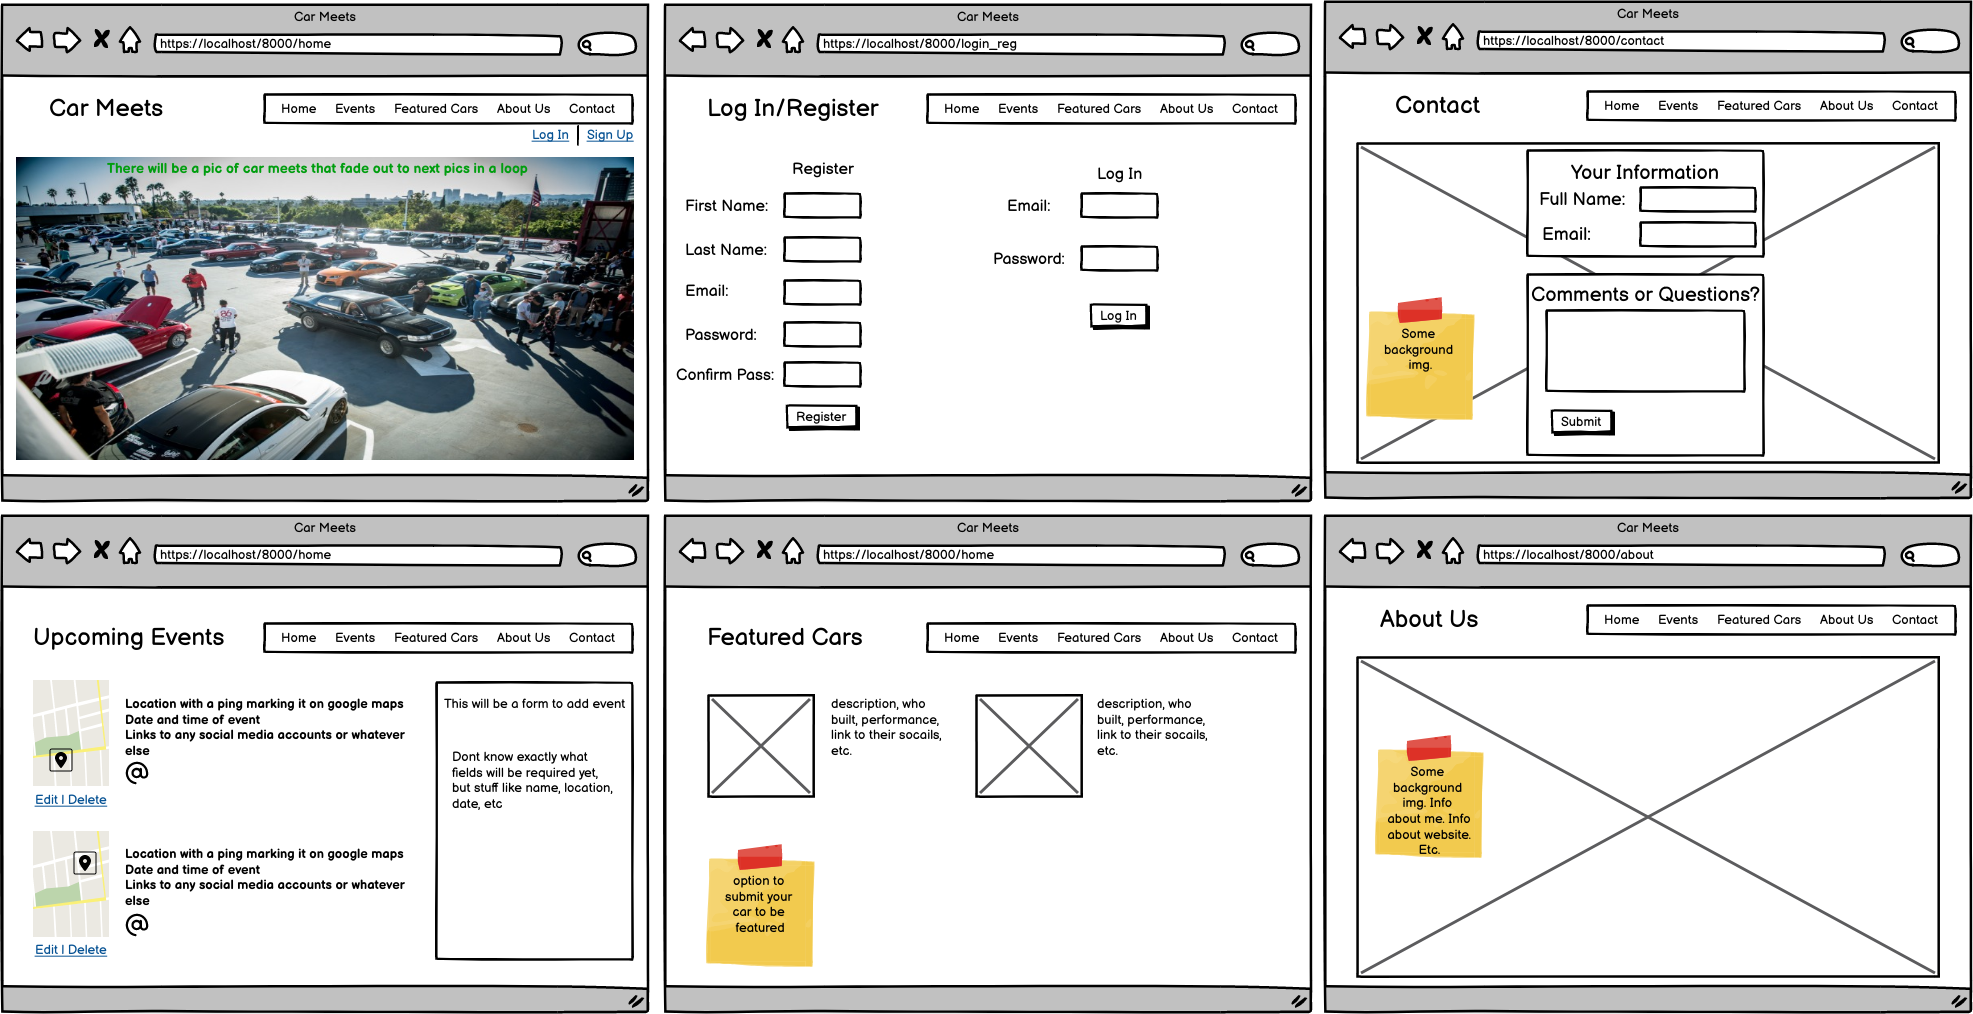 Car Meets
https://localhost/8000/home
Car Meets
Home Events Featured Cars About Us Contact
Log In | Sign Up
There will be a pic of car meets that fade out to next pics in a loop
Car Meets
https://localhost/8000/login_reg
Log In/Register
Home Events Featured Cars About Us Contact
Register
First Name:
Last Name:
Email:
Password:
Confirm Pass:
Register
Log In
Email:
Password:
Log In
Car Meets
https://localhost/8000/contact
Contact
Home Events Featured Cars About Us Contact
Your Information
Full Name:
Email:
Comments or Questions?
Submit
Some
background
img.
Car Meets
https://localhost/8000/home
Upcoming Events
Home Events Featured Cars About Us Contact
Location with a ping marking it on google maps
Date and time of event
Links to any social media accounts or whatever
else
@
Edit | Delete
Location with a ping marking it on google maps
Date and time of event
Links to any social media accounts or whatever
else
@
Edit | Delete
This will be a form to add event
Dont know exactly what
fields will be required yet,
but stuff like name, location,
date, etc
Car Meets
https://localhost/8000/home
Featured Cars
Home Events Featured Cars About Us Contact
description, who
built, performance,
link to their socails,
etc.
description, who
built, performance,
link to their socails,
etc.
option to
submit your
car to be
featured
Car Meets
https://localhost/8000/about
About Us
Home Events Featured Cars About Us Contact
Some
background
img. Info
about me. Info
about website.
Etc.